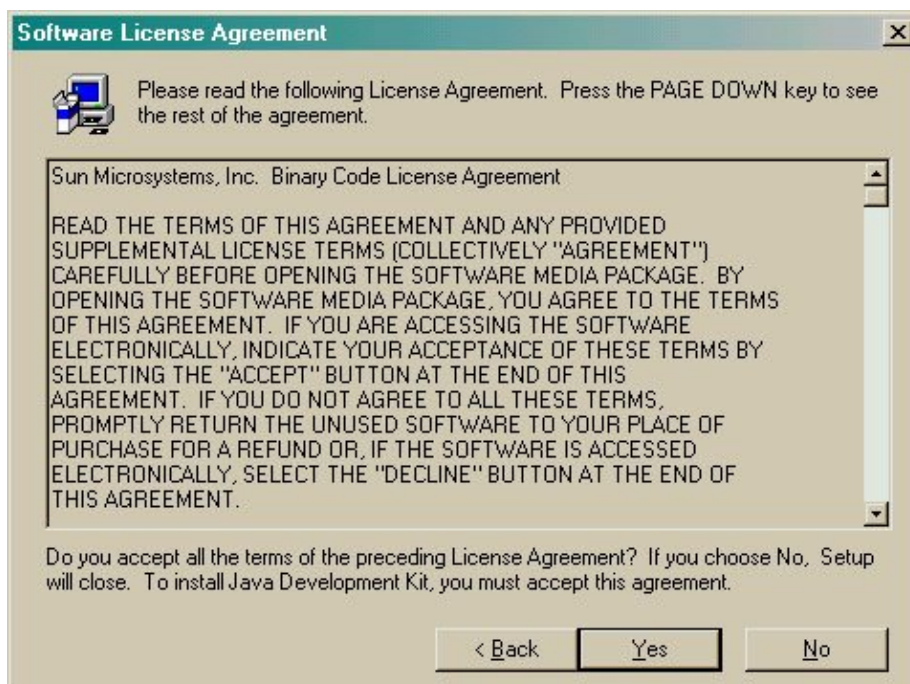 Software License Agreement
Please read the following License Agreement.  Press the PAGE DOWN key to see
the rest of the agreement.
Sun Microsystems, Inc.  Binary Code License Agreement
READ THE TERMS OF THIS AGREEMENT AND ANY PROVIDED
SUPPLEMENTAL LICENSE TERMS (COLLECTIVELY "AGREEMENT")
CAREFULLY BEFORE OPENING THE SOFTWARE MEDIA PACKAGE.  BY
OPENING THE SOFTWARE MEDIA PACKAGE, YOU AGREE TO THE TERMS
OF THIS AGREEMENT.  IF YOU ARE ACCESSING THE SOFTWARE
ELECTRONICALLY, INDICATE YOUR ACCEPTANCE OF THESE TERMS BY
SELECTING THE "ACCEPT" BUTTON AT THE END OF THIS
AGREEMENT.  IF YOU DO NOT AGREE TO ALL THESE TERMS,
PROMPTLY RETURN THE UNUSED SOFTWARE TO YOUR PLACE OF
PURCHASE FOR A REFUND OR, IF THE SOFTWARE IS ACCESSED
ELECTRONICALLY, SELECT THE "DECLINE" BUTTON AT THE END OF
THIS AGREEMENT.
Do you accept all the terms of the preceding License Agreement?  If you choose No,  Setup
will close.  To install Java Development Kit, you must accept this agreement.
< Back
Yes
No